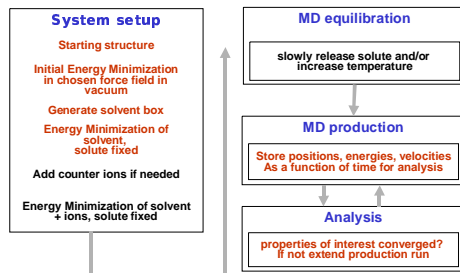 System setup
Starting structure
Initial Energy Minimization
in chosen force field in
vacuum
Generate solvent box
Energy Minimization of
solvent,
solute fixed
Add counter ions if needed
Energy Minimization of solvent
+ ions, solute fixed
MD equilibration
slowly release solute and/or
increase temperature
MD production
Store positions, energies, velocities
As a function of time for analysis
Analysis
properties of interest converged?
If not extend production run